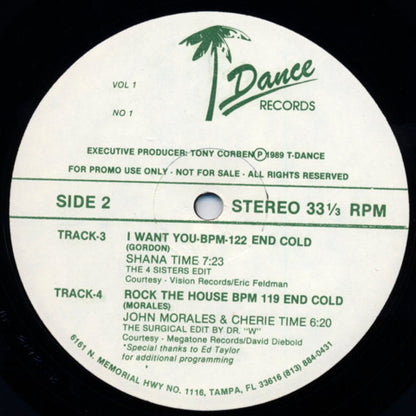 Dance
RECORDS
VOL 1
NO 1
EXECUTIVE PRODUCER: TONY CORBEN Ⓟ 1989 T-DANCE
FOR PROMO USE ONLY - NOT FOR SALE - ALL RIGHTS RESERVED
SIDE 2
STEREO 33⅓ RPM
TRACK-3 I WANT YOU-BPM-122 END COLD
(GORDON)
SHANA TIME 7:23
THE 4 SISTERS EDIT
Courtesy - Vision Records/Eric Feldman
TRACK-4 ROCK THE HOUSE BPM 119 END COLD
(MORALES)
JOHN MORALES & CHERIE TIME 6:20
THE SURGICAL EDIT BY DR. "W"
Courtesy - Megatone Records/David Diebold
*Special thanks to Ed Taylor
for additional programming
6161 N. MEMORIAL HWY NO. 1116, TAMPA, FL 33616 (813) 884-0431